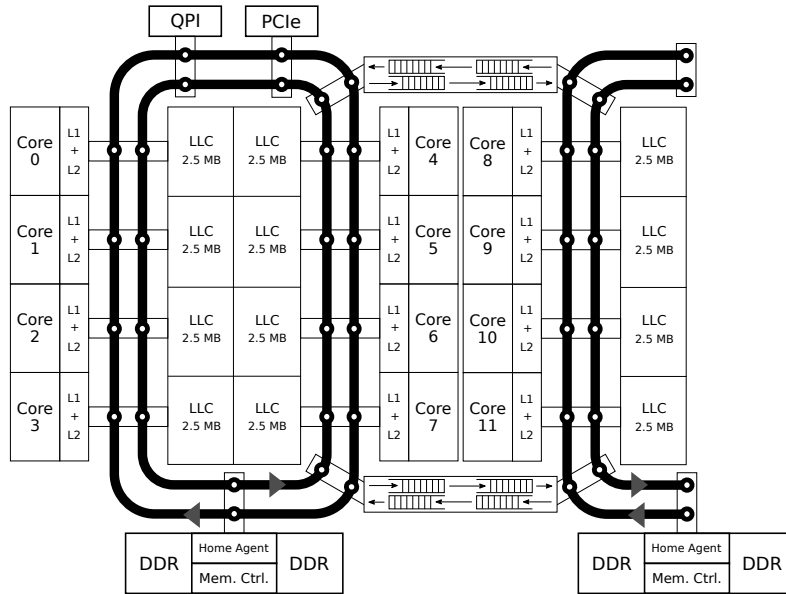 QPI
PCIe
Core
0
L1
+
L2
LLC
2.5 MB
LLC
2.5 MB
L1
+
L2
Core
4
Core
8
L1
+
L2
LLC
2.5 MB
Core
1
L1
+
L2
LLC
2.5 MB
LLC
2.5 MB
L1
+
L2
Core
5
Core
9
L1
+
L2
LLC
2.5 MB
Core
2
L1
+
L2
LLC
2.5 MB
LLC
2.5 MB
L1
+
L2
Core
6
Core
10
L1
+
L2
LLC
2.5 MB
Core
3
L1
+
L2
LLC
2.5 MB
LLC
2.5 MB
L1
+
L2
Core
7
Core
11
L1
+
L2
LLC
2.5 MB
DDR
Home Agent
Mem. Ctrl.
DDR
DDR
Home Agent
Mem. Ctrl.
DDR